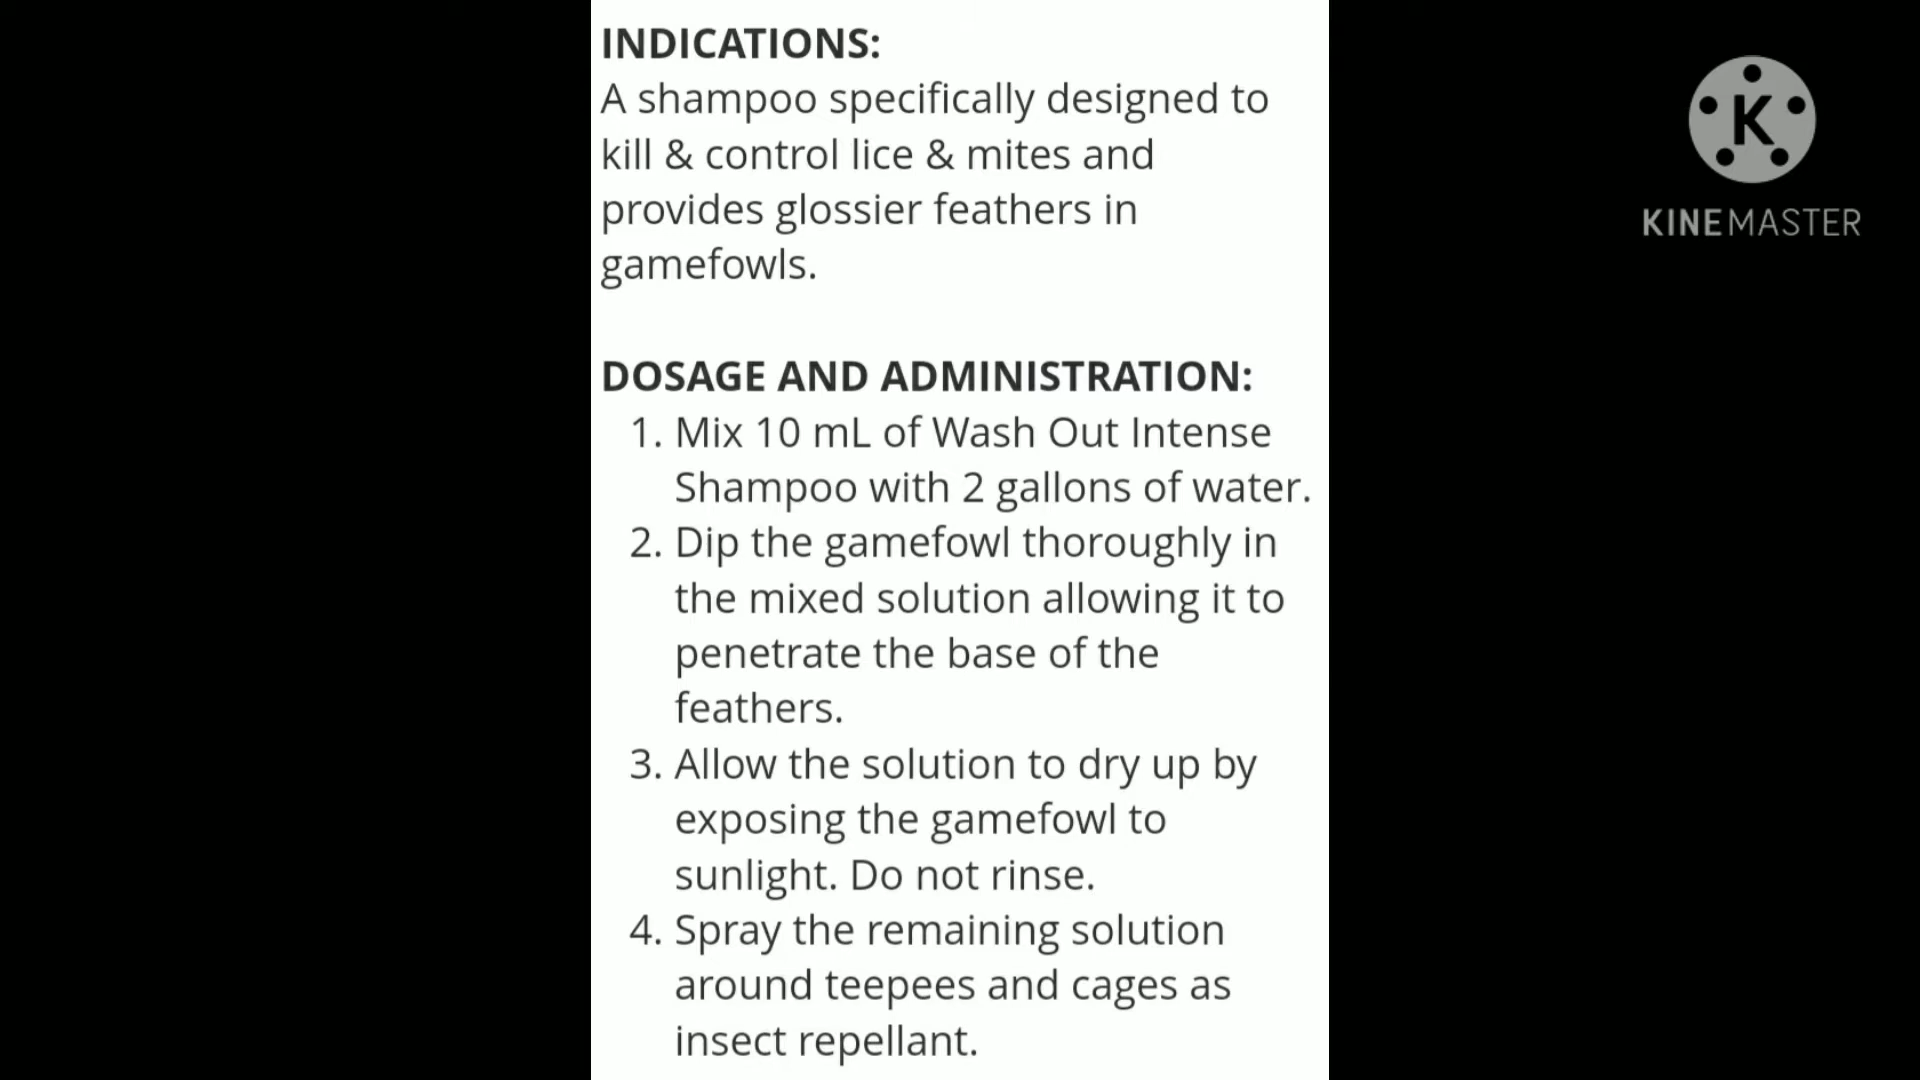 INDICATIONS:
A shampoo specifically designed to
kill & control lice & mites and
provides glossier feathers in
gamefowls.
DOSAGE AND ADMINISTRATION:
1. Mix 10 mL of Wash Out Intense
Shampoo with 2 gallons of water.
2. Dip the gamefowl thoroughly in
the mixed solution allowing it to
penetrate the base of the
feathers.
3. Allow the solution to dry up by
exposing the gamefowl to
sunlight. Do not rinse.
4. Spray the remaining solution
around teepees and cages as
insect repellant.
K
KINEMASTER